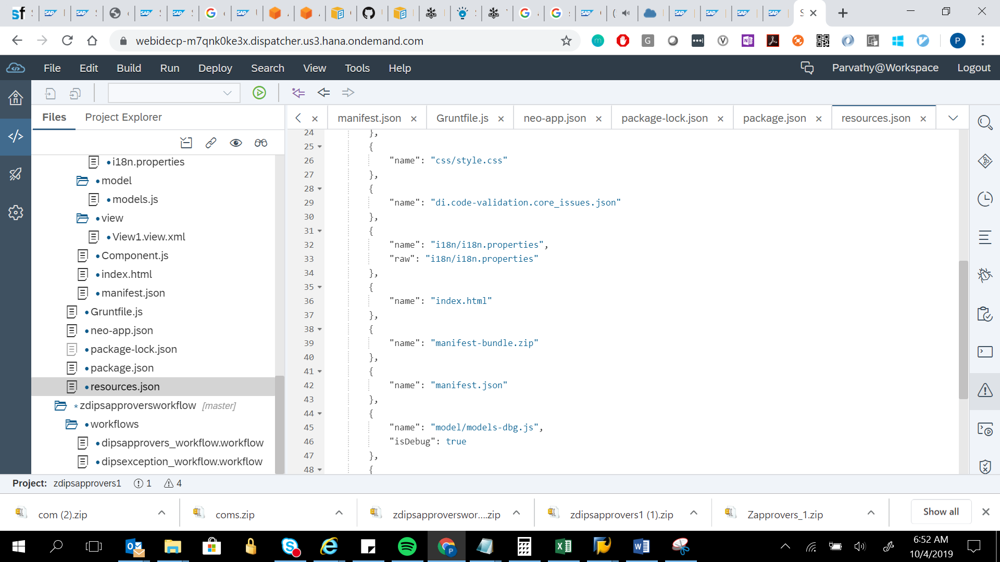 webidecp-m7qnk0ke3x.dispatcher.us3.hana.ondemand.com
File Edit Build Run Deploy Search View Tools Help
Parvathy@Workspace Logout
Files Project Explorer
manifest.json × Gruntfile.js × neo-app.json × package-lock.json × package.json × resources.json ×
i18n.properties
model
models.js
view
View1.view.xml
Component.js
index.html
manifest.json
Gruntfile.js
neo-app.json
package-lock.json
package.json
resources.json
* zdipsapproversworkflow [master]
workflows
dipsapprovers_workflow.workflow
dipsexception_workflow.workflow
24 },
25 {
26 "name": "css/style.css"
27 },
28 {
29 "name": "di.code-validation.core_issues.json"
30 },
31 {
32 "name": "i18n/i18n.properties",
33 "raw": "i18n/i18n.properties"
34 },
35 {
36 "name": "index.html"
37 },
38 {
39 "name": "manifest-bundle.zip"
40 },
41 {
42 "name": "manifest.json"
43 },
44 {
45 "name": "model/models-dbg.js",
46 "isDebug": true
47 },
48 {
Project: zdipsapprovers1 1 4
com (2).zip
coms.zip
zdipsapproverswor....zip
zdipsapprovers1 (1).zip
Zapprovers_1.zip
Show all
6:52 AM
10/4/2019